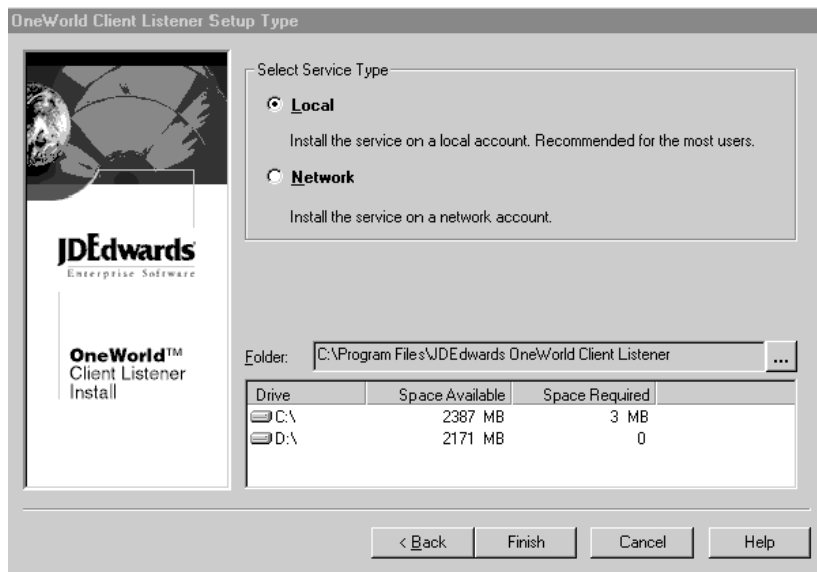 OneWorld Client Listener Setup Type
JDEdwards
Enterprise Software
OneWorld™
Client Listener
Install
Select Service Type
Local
Install the service on a local account. Recommended for the most users.
Network
Install the service on a network account.
Folder: C:\Program Files\JDEdwards OneWorld Client Listener ...
Drive Space Available Space Required
C:\ 2387 MB 3 MB
D:\ 2171 MB 0
< Back Finish Cancel Help